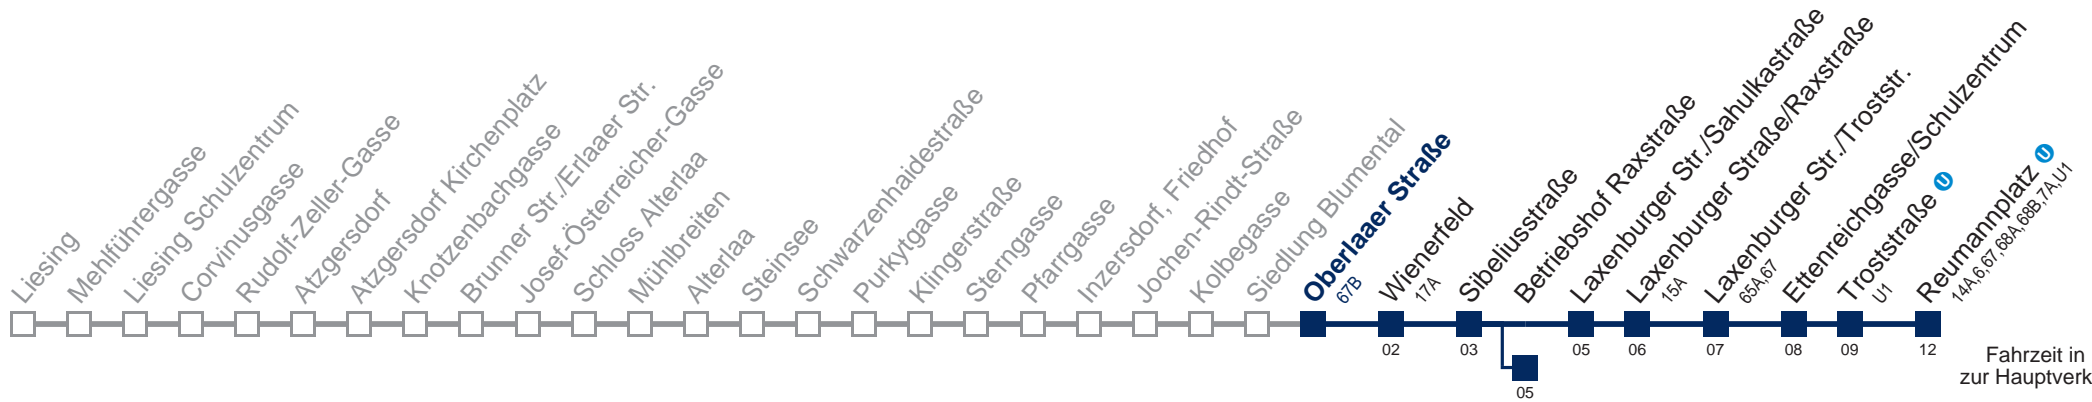 Liesing
Mehlführergasse
Liesing Schulzentrum
Corvinusgasse
Rudolf-Zeller-Gasse
Atzgersdorf
Atzgersdorf Kirchenplatz
Knotzenbachgasse
Brunner Str./Erlaaer Str.
Josef-Österreicher-Gasse
Schloss Alterlaa
Mühlbreiten
Alterlaa
Steinsee
Schwarzenhaidestraße
Purkytgasse
Klingerstraße
Sterngasse
Pfarrgasse
Inzersdorf, Friedhof
Jochen-Rindt-Straße
Kolbegasse
Siedlung Blumental
Oberlaaer Straße
67B
Wienerfeld
17A
02
Sibeliusstraße
03
Betriebshof Raxstraße
05
Laxenburger Str./Sahulkastraße
05
Laxenburger Straße/Raxstraße
15A
06
Laxenburger Str./Troststr.
65A,67
07
Ettenreichgasse/Schulzentrum
08
Troststraße U
U1
09
Reumannplatz U
14A,6,67,68A,68B,7A,U1
12
Fahrzeit in
zur Hauptverk